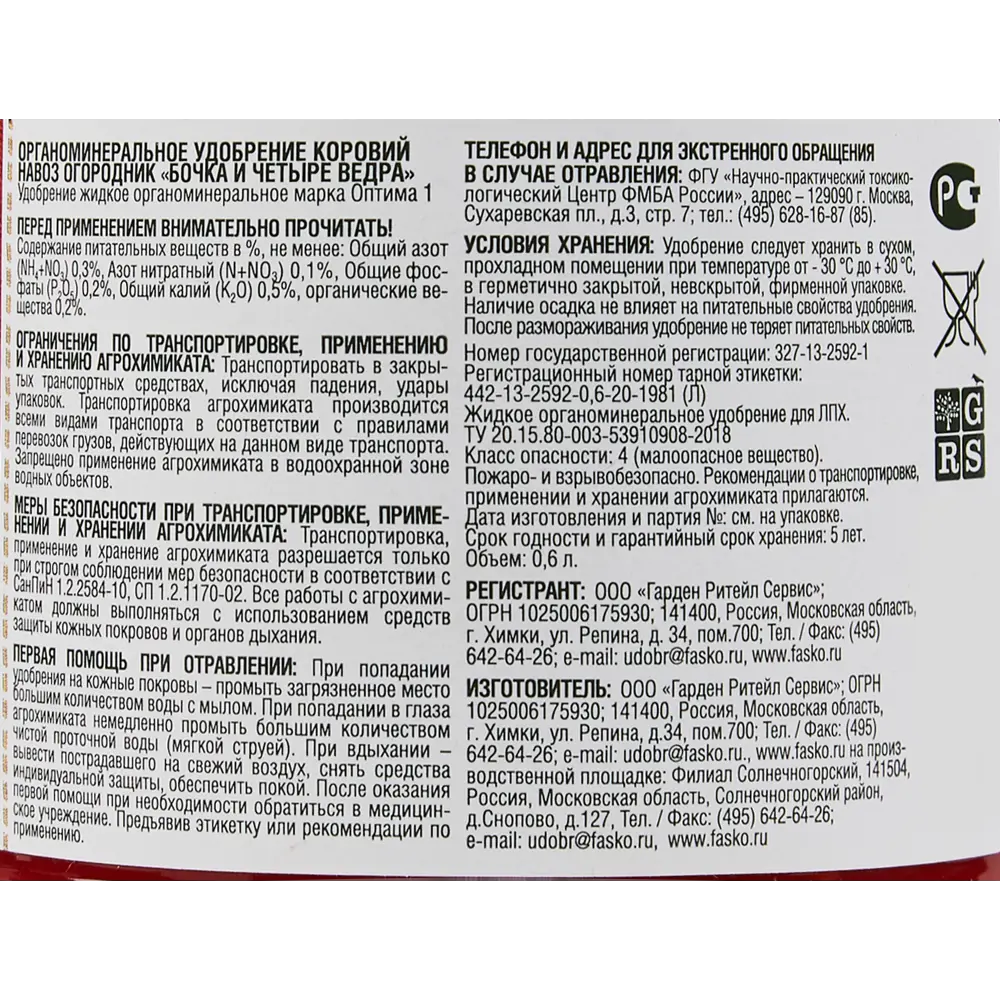 ОРГАНОМИНЕРАЛЬНОЕ УДОБРЕНИЕ КОРОВИЙ
НАВОЗ ОГОРОДНИК «БОЧКА И ЧЕТЫРЕ ВЕДРА»
Удобрение жидкое органоминеральное марка Оптима 1
ПЕРЕД ПРИМЕНЕНИЕМ ВНИМАТЕЛЬНО ПРОЧИТАТЬ!
Содержание питательных веществ в %, не менее: Общий азот
(NH₄+NO₃) 0,3%, Азот нитратный (N+NO₃) 0,1%, Общие фос-
фаты (P₂O₅) 0,2%, Общий калий (K₂O) 0,5%, органические ве-
щества 0,2%.
ОГРАНИЧЕНИЯ ПО ТРАНСПОРТИРОВКЕ, ПРИМЕНЕНИЮ
И ХРАНЕНИЮ АГРОХИМИКАТА: Транспортировать в закры-
тых транспортных средствах, исключая падения, удары
упаковок. Транспортировка агрохимиката производится
всеми видами транспорта в соответствии с правилами
перевозок грузов, действующих на данном виде транспорта.
Запрещено применение агрохимиката в водоохранной зоне
водных объектов.
МЕРЫ БЕЗОПАСНОСТИ ПРИ ТРАНСПОРТИРОВКЕ, ПРИМЕ-
НЕНИИ И ХРАНЕНИИ АГРОХИМИКАТА: Транспортировка,
применение и хранение агрохимиката разрешается только
при строгом соблюдении мер безопасности в соответствии с
СанПиН 1.2.2584-10, СП 1.2.1170-02. Все работы с агрохими-
катом должны выполняться с использованием средств
защиты кожных покровов и органов дыхания.
ПЕРВАЯ ПОМОЩЬ ПРИ ОТРАВЛЕНИИ: При попадании
удобрения на кожные покровы – промыть загрязненное место
большим количеством воды с мылом. При попадании в глаза
агрохимиката немедленно промыть большим количеством
чистой проточной воды (мягкой струей). При вдыхании –
вывести пострадавшего на свежий воздух, снять средства
индивидуальной защиты, обеспечить покой. После оказания
первой помощи при необходимости обратиться в медицин-
ское учреждение. Предъявив этикетку или рекомендации по
применению.
ТЕЛЕФОН И АДРЕС ДЛЯ ЭКСТРЕННОГО ОБРАЩЕНИЯ
В СЛУЧАЕ ОТРАВЛЕНИЯ: ФГУ «Научно-практический токсико-
логический Центр ФМБА России», адрес – 129090 г. Москва,
Сухаревская пл., д.3, стр. 7; тел.: (495) 628-16-87 (85).
УСЛОВИЯ ХРАНЕНИЯ: Удобрение следует хранить в сухом,
прохладном помещении при температуре от - 30 °С до + 30 °С,
в герметично закрытой, невскрытой, фирменной упаковке.
Наличие осадка не влияет на питательные свойства удобрения.
После размораживания удобрение не теряет питательных свойств.
Номер государственной регистрации: 327-13-2592-1
Регистрационный номер тарной этикетки:
442-13-2592-0,6-20-1981 (Л)
Жидкое органоминеральное удобрение для ЛПХ.
ТУ 20.15.80-003-53910908-2018
Класс опасности: 4 (малоопасное вещество).
Пожаро- и взрывобезопасно. Рекомендации о транспортировке,
применении и хранении агрохимиката прилагаются.
Дата изготовления и партия №: см. на упаковке.
Срок годности и гарантийный срок хранения: 5 лет.
Объем: 0,6 л.
РЕГИСТРАНТ: ООО «Гарден Ритейл Сервис»;
ОГРН 1025006175930; 141400, Россия, Московская область,
г. Химки, ул. Репина, д. 34, пом.700; Тел. / Факс: (495)
642-64-26; e-mail: udobr@fasko.ru, www.fasko.ru
ИЗГОТОВИТЕЛЬ: ООО «Гарден Ритейл Сервис»; ОГРН
1025006175930; 141400, Россия, Московская область,
г. Химки, ул. Репина, д.34, пом.700; Тел. / Факс: (495)
642-64-26; e-mail: udobr@fasko.ru., www.fasko.ru на произ-
водственной площадке: Филиал Солнечногорский, 141504,
Россия, Московская область, Солнечногорский район,
д.Снопово, д.127, Тел. / Факс: (495) 642-64-26;
e-mail: udobr@fasko.ru, www.fasko.ru
РСТ
G
RS